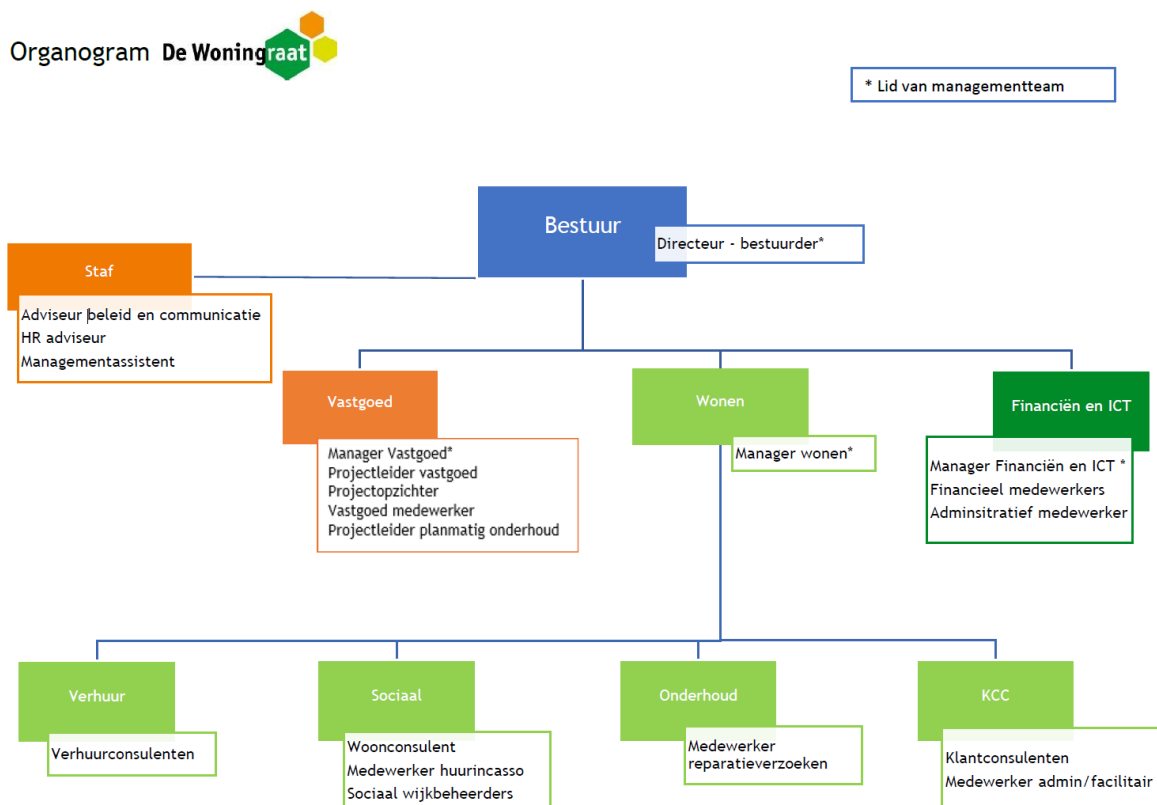 Organogram De Woningraat
* Lid van managementteam
Bestuur
Directeur - bestuurder*
Staf
Adviseur beleid en communicatie
HR adviseur
Managementassistent
Vastgoed
Manager Vastgoed*
Projectleider vastgoed
Projectopzichter
Vastgoed medewerker
Projectleider planmatig onderhoud
Wonen
Manager wonen*
Financiën en ICT
Manager Financiën en ICT *
Financieel medewerkers
Adminsitratief medewerker
Verhuur
Verhuurconsulenten
Sociaal
Woonconsulent
Medewerker huurincasso
Sociaal wijkbeheerders
Onderhoud
Medewerker
reparatieverzoeken
KCC
Klantconsulenten
Medewerker admin/facilitair